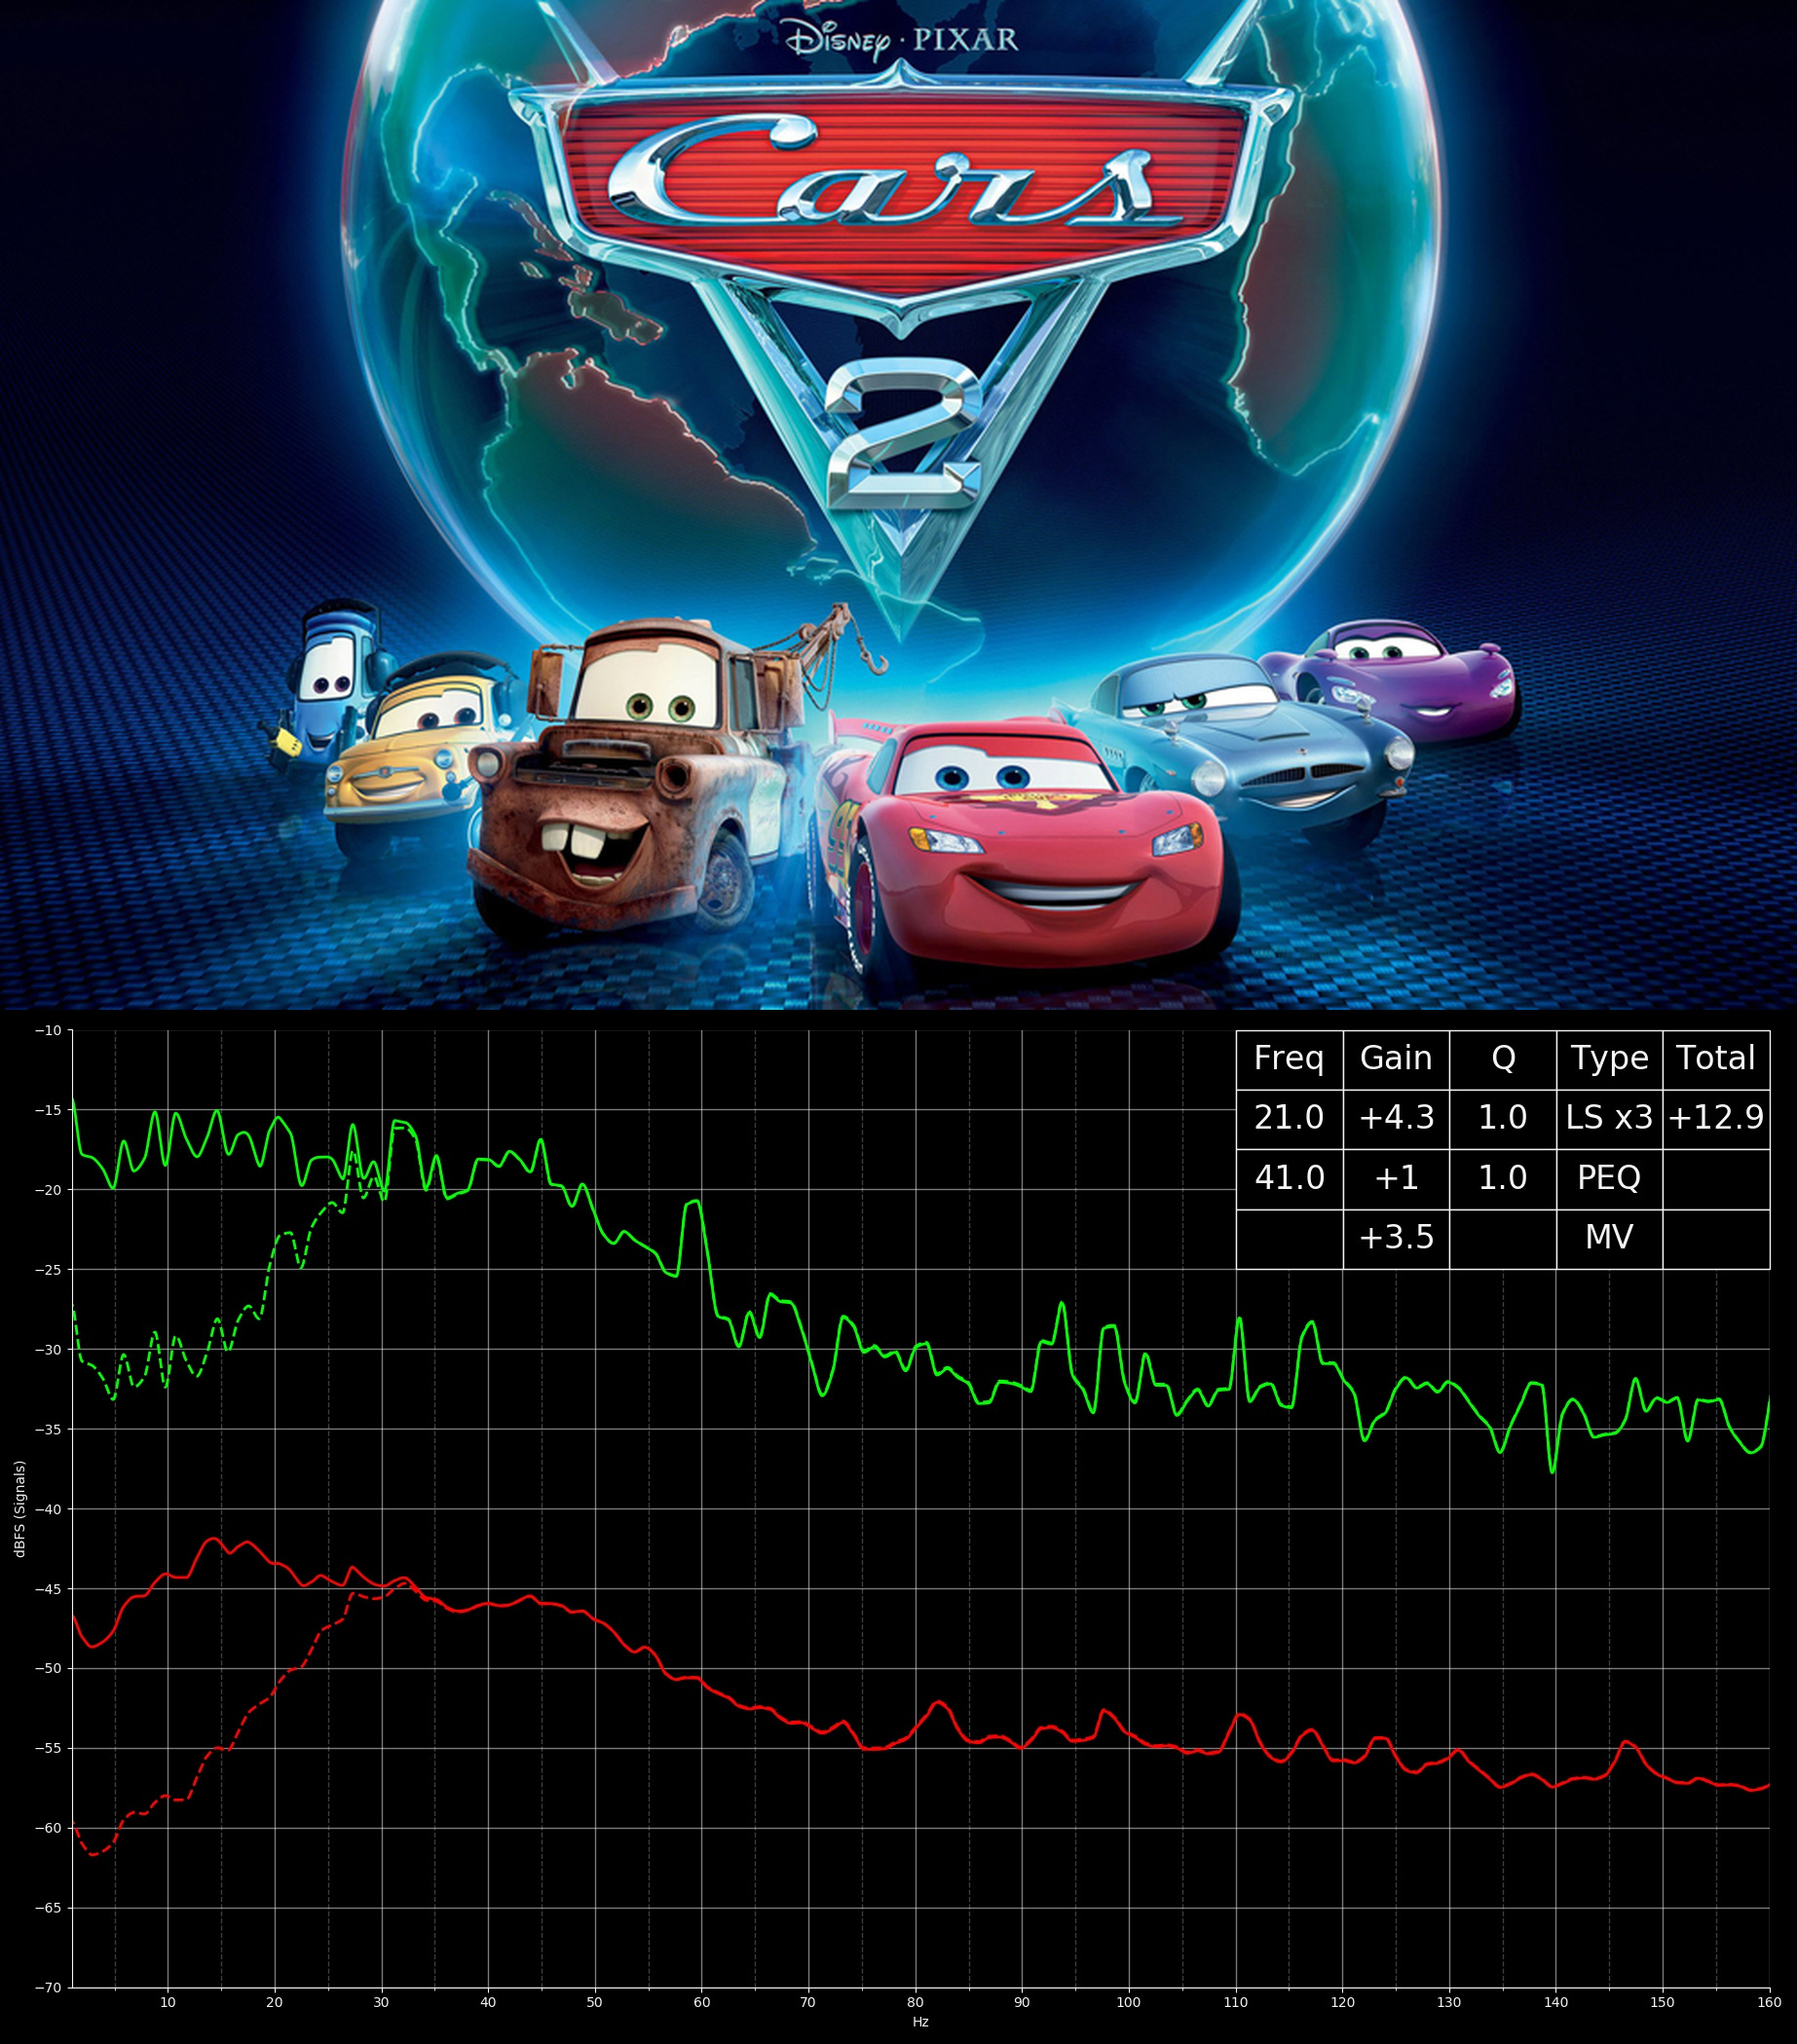 Disney · PIXAR
Cars
2
Freq Gain Q Type Total
21.0 +4.3 1.0 LS x3 +12.9
41.0 +1 1.0 PEQ
+3.5 MV
−10
−15
−20
−25
−30
−35
−40
−45
−50
−55
−60
−65
−70
dBFS (Signals)
10 20 30 40 50 60 70 80 90 100 110 120 130 140 150 160
Hz